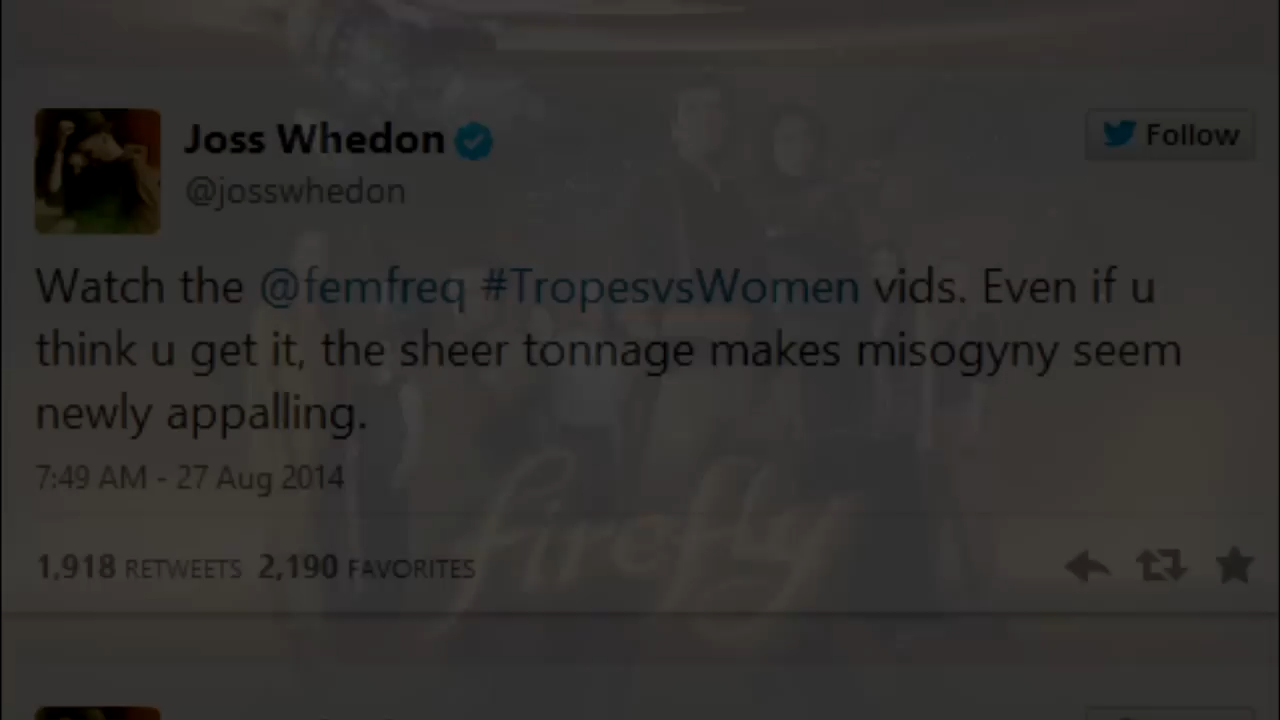 Joss Whedon
Follow
@josswhedon
Watch the @femfreq #TropesvsWomen vids. Even if u
think u get it, the sheer tonnage makes misogyny seem
newly appalling.
7:49 AM - 27 Aug 2014
firefly
1,918 RETWEETS 2,190 FAVORITES